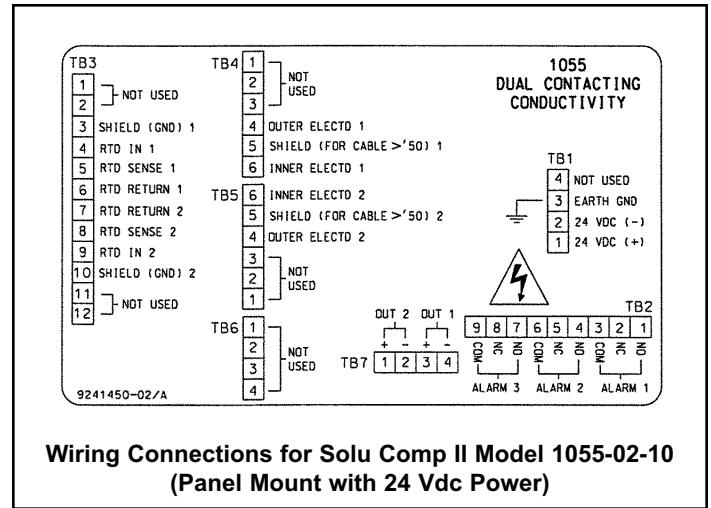 1055
DUAL CONTACTING
CONDUCTIVITY
TB3
1
2
NOT USED
3 SHIELD (GND) 1
4 RTD IN 1
5 RTD SENSE 1
6 RTD RETURN 1
7 RTD RETURN 2
8 RTD SENSE 2
9 RTD IN 2
10 SHIELD (GND) 2
11
12
NOT USED
9241450-02/A
TB4
1
2
3
NOT
USED
4 OUTER ELECTD 1
5 SHIELD (FOR CABLE >'50) 1
6 INNER ELECTD 1
TB5
6 INNER ELECTD 2
5 SHIELD (FOR CABLE >'50) 2
4 OUTER ELECTD 2
3
2
1
NOT
USED
TB6
1
2
3
4
NOT
USED
TB1
4 NOT USED
3 EARTH GND
2 24 VDC (-)
1 24 VDC (+)
OUT 2 OUT 1
+ - + -
TB7 1 2 3 4
TB2
9 8 7 6 5 4 3 2 1
COM NC NO COM NC NO COM NC NO
ALARM 3 ALARM 2 ALARM 1
Wiring Connections for Solu Comp II Model 1055-02-10
(Panel Mount with 24 Vdc Power)